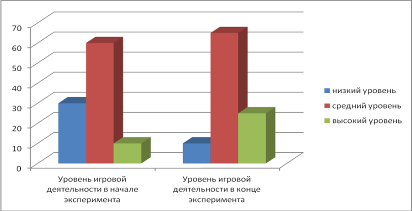 70
60
50
40
30
20
10
0
Уровень игровой
деятельности в начале
эксперимента
Уровень игровой
деятельности в конце
эксперимента
низкий уровень
средний уровень
высокий уровень